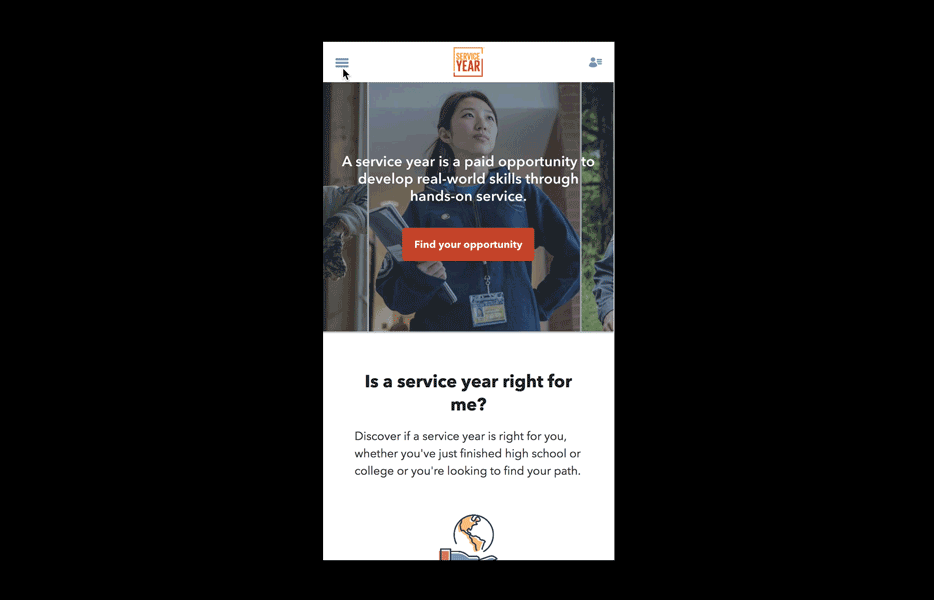 SERVICE
YEAR
A service year is a paid opportunity to
develop real-world skills through
hands-on service.
Find your opportunity
Is a service year right for
me?
Discover if a service year is right for you,
whether you've just finished high school or
college or you're looking to find your path.